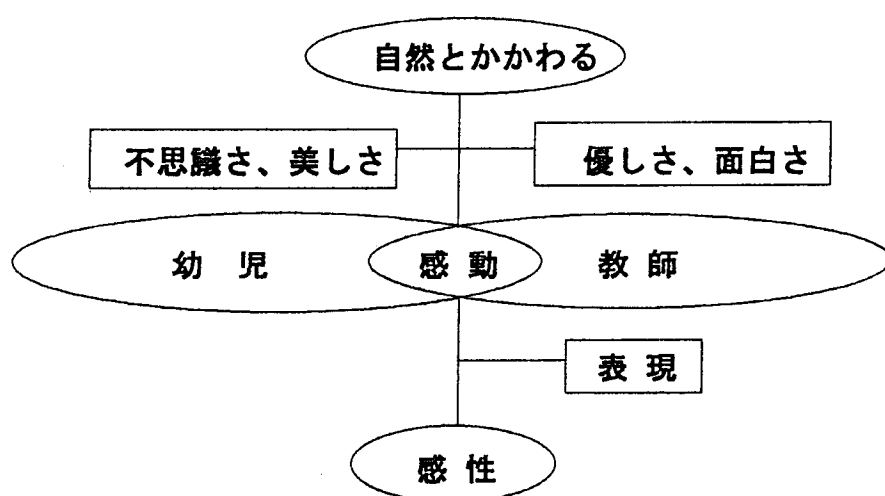 自然とかかわる
不思議さ、美しさ
優しさ、面白さ
幼 児
感 動
教 師
表 現
感 性